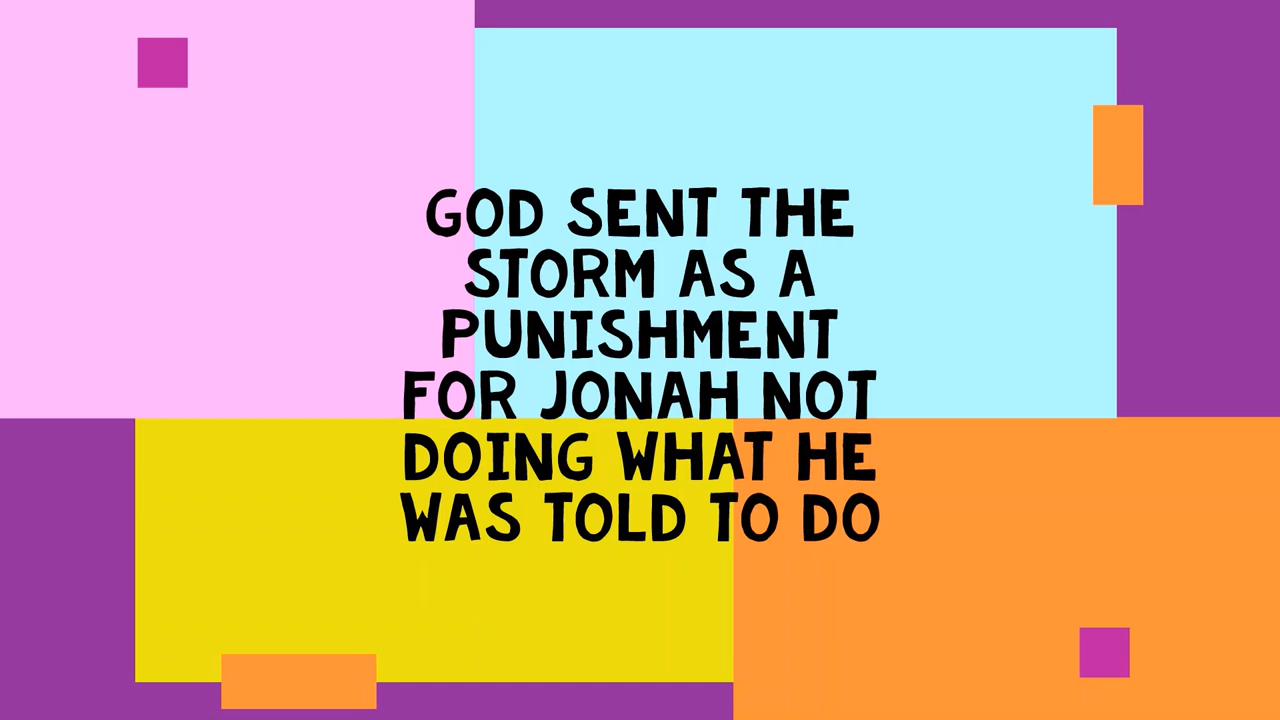 GOD SENT THE
STORM AS A
PUNISHMENT
FOR JONAH NOT
DOING WHAT HE
WAS TOLD TO DO